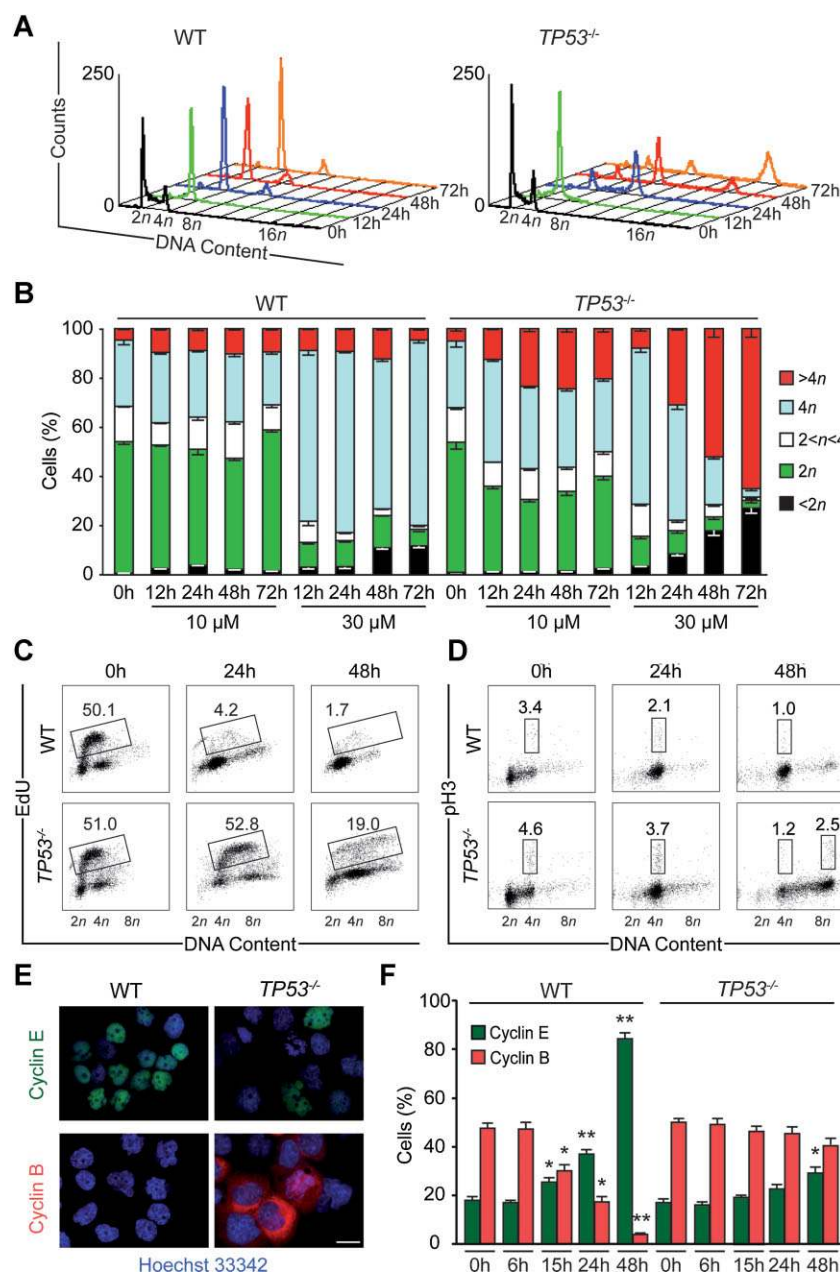 A
WT
TP53-/-
250
Counts
2n 4n 8n 16n
0h 12h 24h 48h 72h
DNA Content
250
2n 4n 8n 16n
0h 12h 24h 48h 72h
B
WT
TP53-/-
100
80
60
40
20
0
Cells (%)
>4n
4n
2<n<4
2n
<2n
0h 12h 24h 48h 72h 12h 24h 48h 72h 0h 12h 24h 48h 72h 12h 24h 48h 72h
10 µM 30 µM 10 µM 30 µM
C
0h 24h 48h
WT
50.1 4.2 1.7
EdU
TP53-/-
51.0 52.8 19.0
2n 4n 8n 2n 4n 8n 2n 4n 8n
DNA Content
D
0h 24h 48h
WT
3.4 2.1 1.0
pH3
TP53-/-
4.6 3.7 1.2 2.5
2n 4n 8n 2n 4n 8n 2n 4n 8n
DNA Content
E
WT TP53-/-
Cyclin E
Cyclin B
Hoechst 33342
F
WT TP53-/-
100
80
60
40
20
0
Cells (%)
Cyclin E
Cyclin B
* * ** * ** ** *
0h 6h 15h 24h 48h 0h 6h 15h 24h 48h